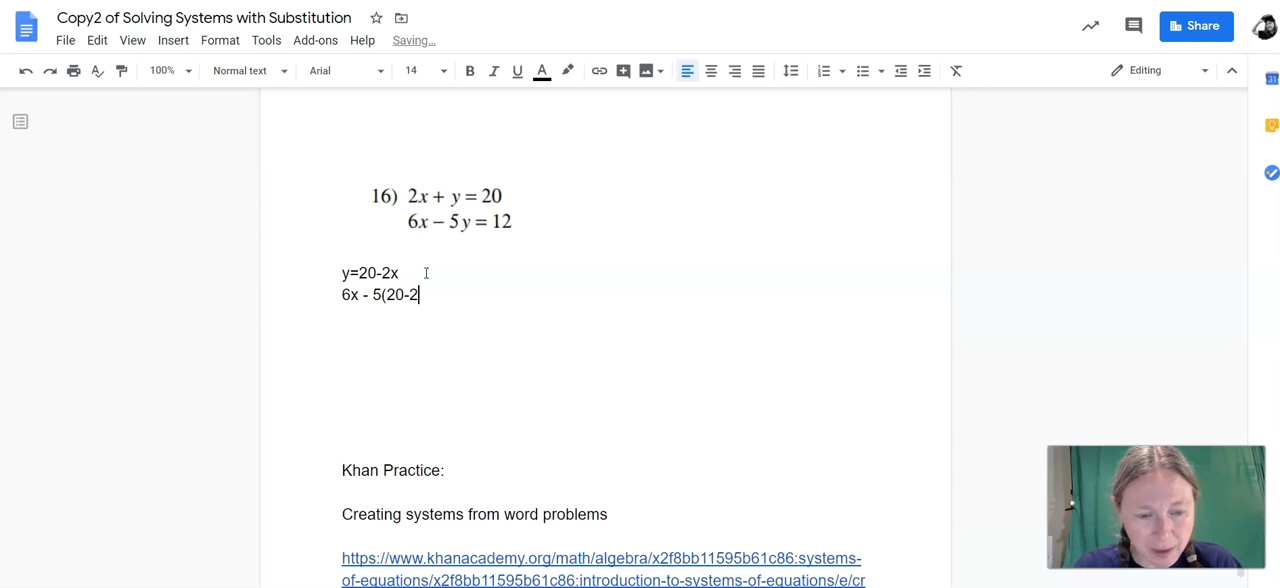 Copy2 of Solving Systems with Substitution
File Edit View Insert Format Tools Add-ons Help Saving...
Share
100% Normal text Arial 14 B I U A Editing
31
16) 2x + y = 20
6x − 5y = 12
y=20-2x
6x - 5(20-2
Khan Practice:
Creating systems from word problems
https://www.khanacademy.org/math/algebra/x2f8bb11595b61c86:systems-
of-equations/x2f8bb11595b61c86:introduction-to-systems-of-equations/e/cr